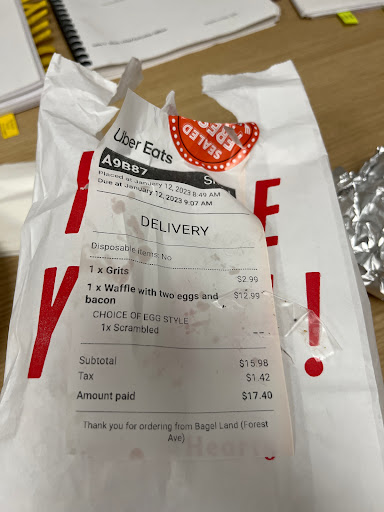 SEALED
FRESH
Uber Eats
A9B87
Placed at January 12, 2023 8:49 AM
Due at January 12, 2023 9:07 AM
DELIVERY
Disposable items: No
1 x Grits
$2.99
1 x Waffle with two eggs and bacon $12.99
CHOICE OF EGG STYLE
1x Scrambled
Subtotal $15.98
Tax $1.42
Amount paid $17.40
Thank you for ordering from Bagel Land (Forest
Ave)